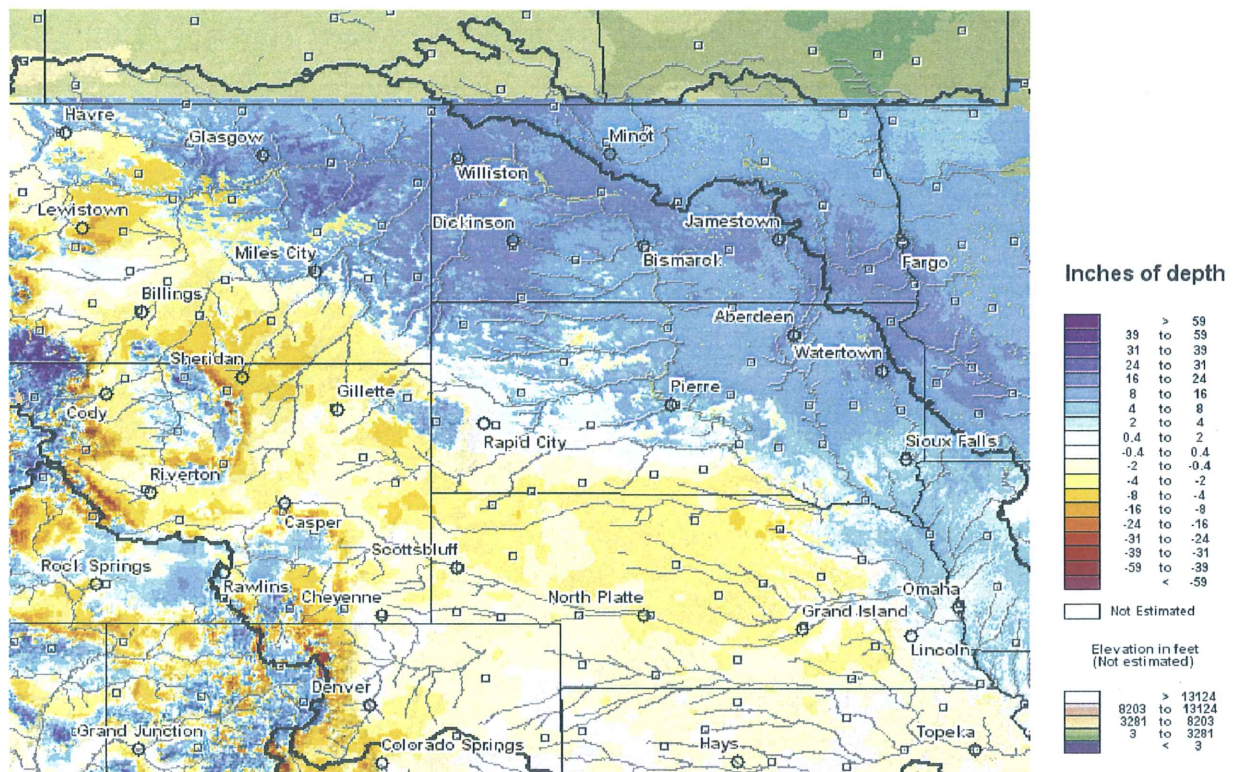 Havre
Glasgow
Minot
Williston
Lewistown
Dickinson
Jamestown
Miles City
Bismarck
Fargo
Billings
Aberdeen
Sheridan
Watertown
Gillette
Pierre
Cody
Rapid City
Sioux Falls
Riverton
Casper
Scottsbluff
Rock Springs
Rawlins
Cheyenne
North Platte
Omaha
Grand Island
Lincoln
Denver
Grand Junction
Colorado Springs
Hays
Topeka
Inches of depth
> 59
39 to 59
31 to 39
24 to 31
16 to 24
8 to 16
4 to 8
2 to 4
0.4 to 2
-0.4 to 0.4
-2 to -0.4
-4 to -2
-8 to -4
-16 to -8
-24 to -16
-31 to -24
-39 to -31
-59 to -39
< -59
Not Estimated
Elevation in feet
(Not estimated)
> 13124
8203 to 13124
3281 to 8203
3 to 3281
< 3